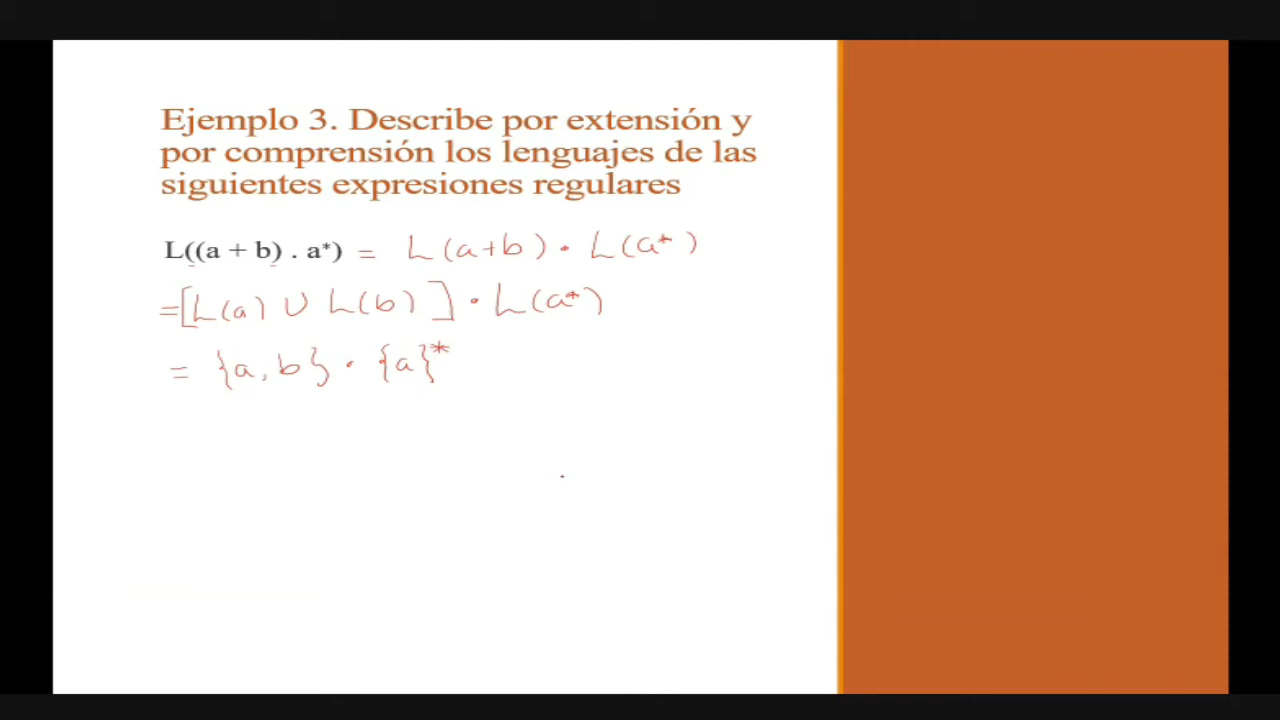 Ejemplo 3. Describe por extensión y
por comprensión los lenguajes de las
siguientes expresiones regulares
L((a + b) . a*) = L(a+b) · L(a*)
=[L(a) ∪ L(b)] · L(a*)
= {a,b} · {a}*